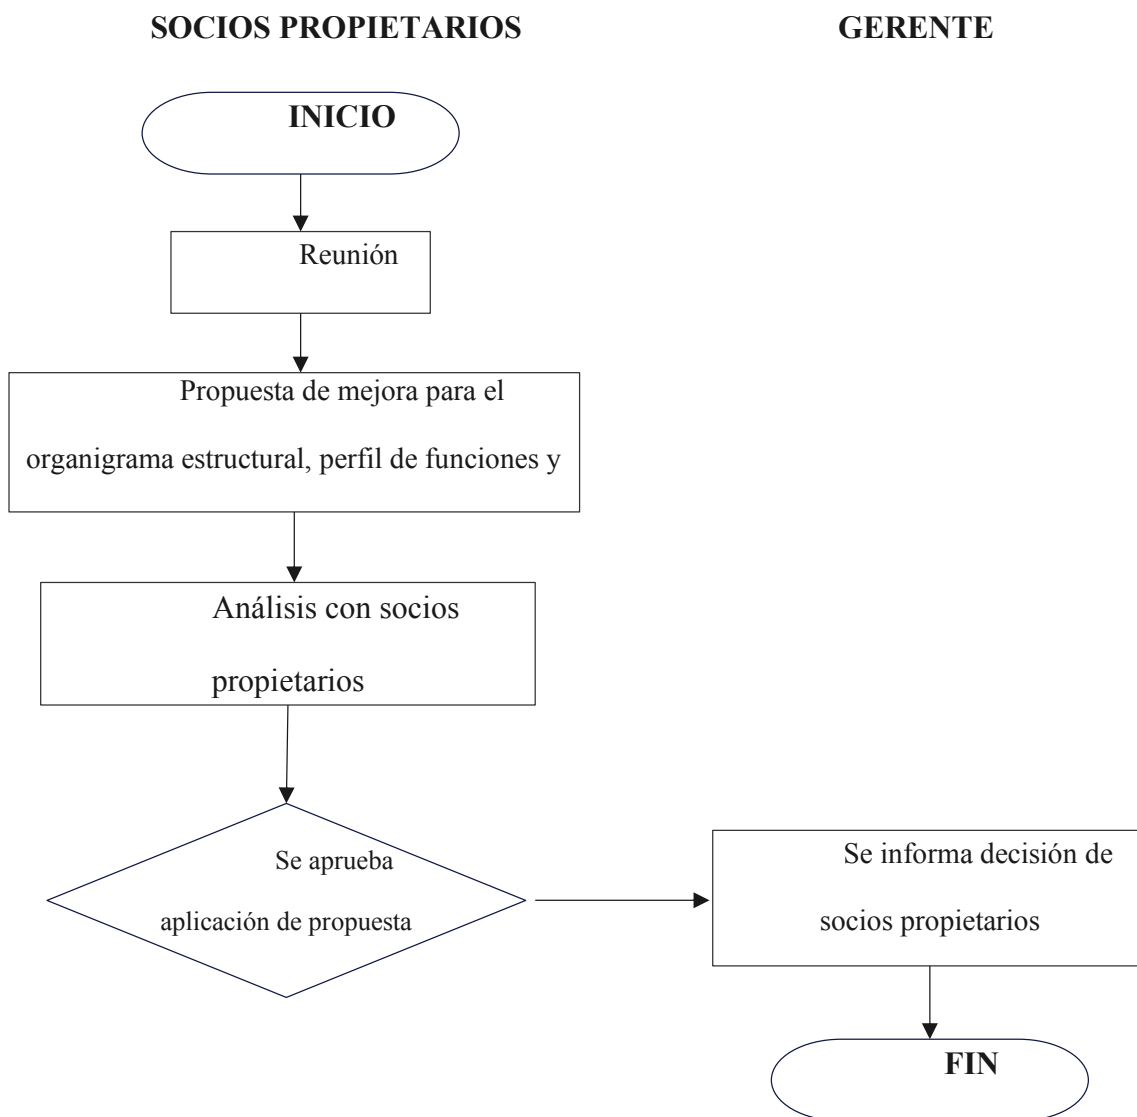 SOCIOS PROPIETARIOS
GERENTE
INICIO
Reunión
Propuesta de mejora para el
organigrama estructural, perfil de funciones y
Análisis con socios
propietarios
Se aprueba
aplicación de propuesta
Se informa decisión de
socios propietarios
FIN